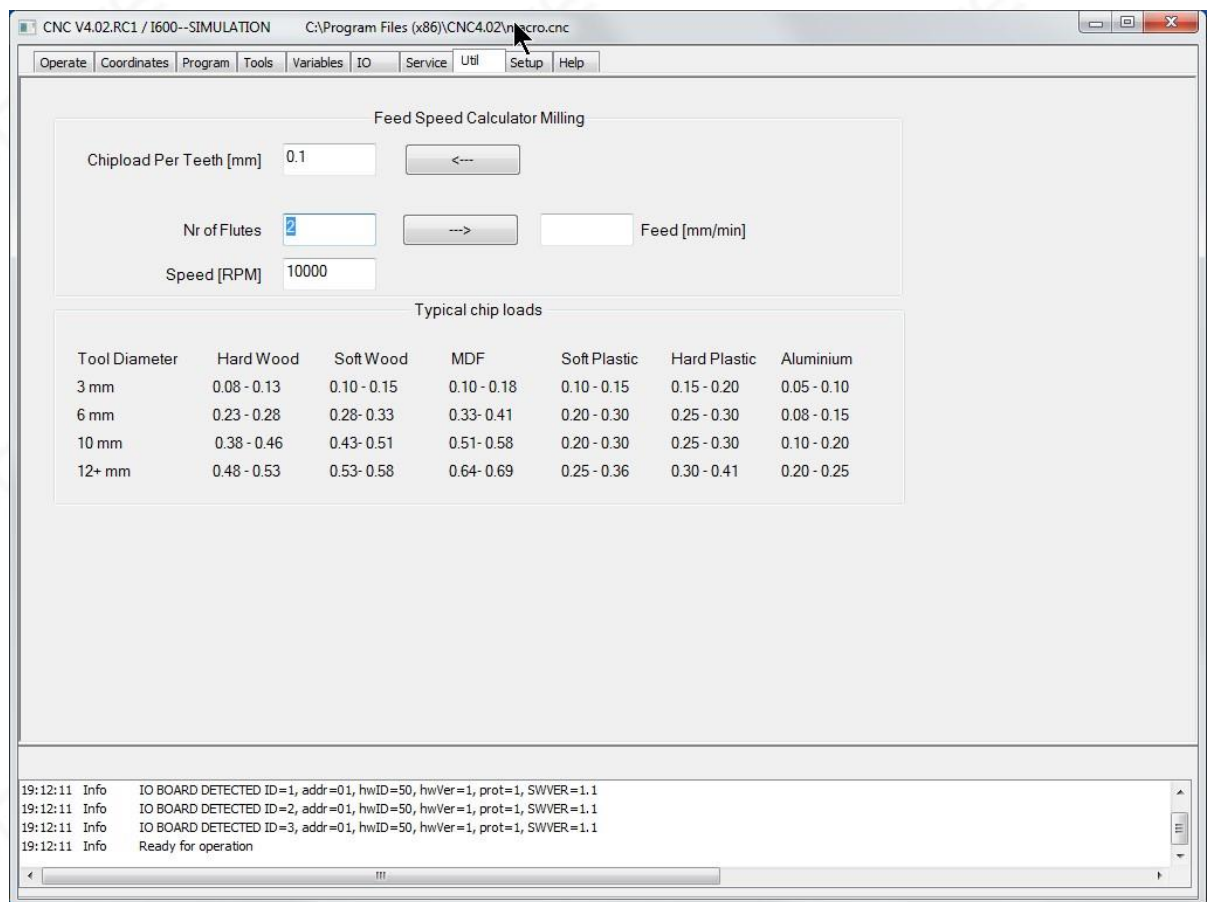 CNC V4.02.RC1 / I600--SIMULATION C:\Program Files (x86)\CNC4.02\macro.cnc
Operate Coordinates Program Tools Variables IO Service Util Setup Help
Feed Speed Calculator Milling
Chipload Per Teeth [mm] 0.1 <---
Nr of Flutes 2 ---> Feed [mm/min]
Speed [RPM] 10000
Typical chip loads
Tool Diameter Hard Wood Soft Wood MDF Soft Plastic Hard Plastic Aluminium
3 mm 0.08 - 0.13 0.10 - 0.15 0.10 - 0.18 0.10 - 0.15 0.15 - 0.20 0.05 - 0.10
6 mm 0.23 - 0.28 0.28- 0.33 0.33- 0.41 0.20 - 0.30 0.25 - 0.30 0.08 - 0.15
10 mm 0.38 - 0.46 0.43- 0.51 0.51- 0.58 0.20 - 0.30 0.25 - 0.30 0.10 - 0.20
12+ mm 0.48 - 0.53 0.53- 0.58 0.64- 0.69 0.25 - 0.36 0.30 - 0.41 0.20 - 0.25
19:12:11 Info IO BOARD DETECTED ID=1, addr=01, hwID=50, hwVer=1, prot=1, SWVER=1.1
19:12:11 Info IO BOARD DETECTED ID=2, addr=01, hwID=50, hwVer=1, prot=1, SWVER=1.1
19:12:11 Info IO BOARD DETECTED ID=3, addr=01, hwID=50, hwVer=1, prot=1, SWVER=1.1
19:12:11 Info Ready for operation